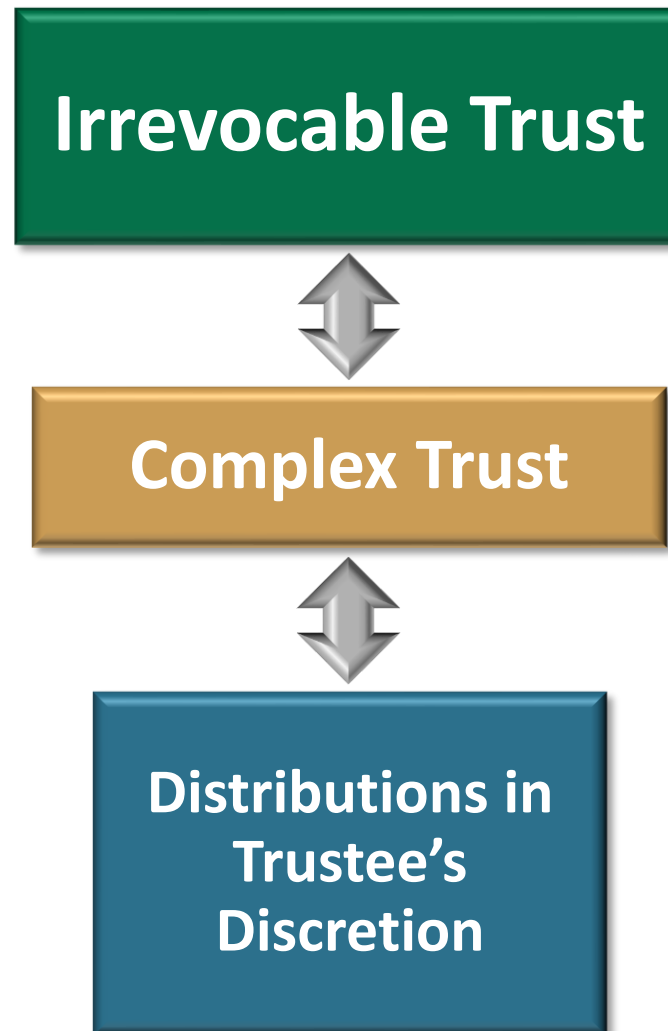 Irrevocable Trust
Complex Trust
Distributions in
Trustee’s
Discretion